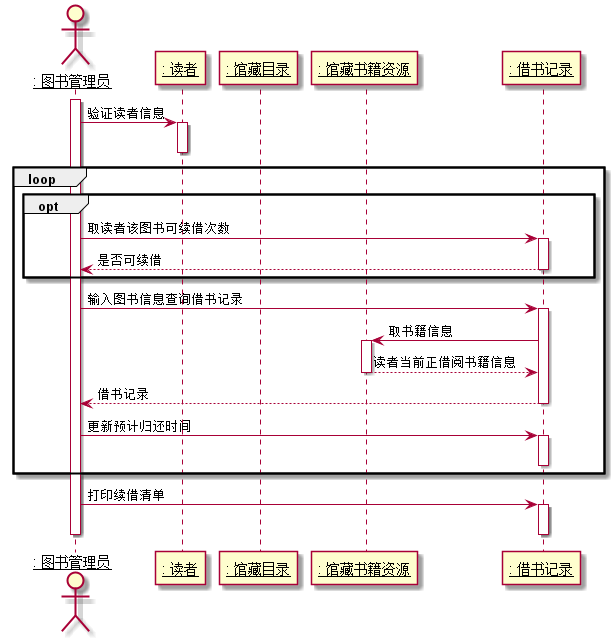 : 图书管理员
: 读者
: 馆藏目录
: 馆藏书籍资源
: 借书记录
验证读者信息
loop
opt
取读者该图书可续借次数
是否可续借
输入图书信息查询借书记录
取书籍信息
读者当前正借阅书籍信息
借书记录
更新预计归还时间
打印续借清单
: 图书管理员
: 读者
: 馆藏目录
: 馆藏书籍资源
: 借书记录